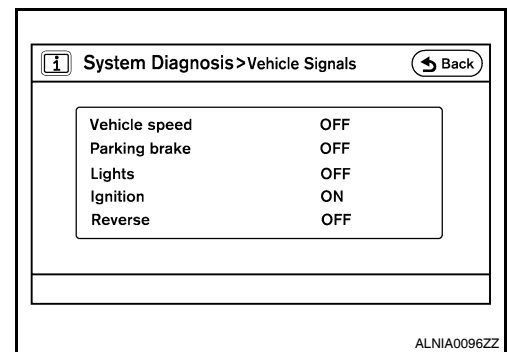 i System Diagnosis>Vehicle Signals Back
Vehicle speed OFF
Parking brake OFF
Lights OFF
Ignition ON
Reverse OFF
ALNIA0096ZZ